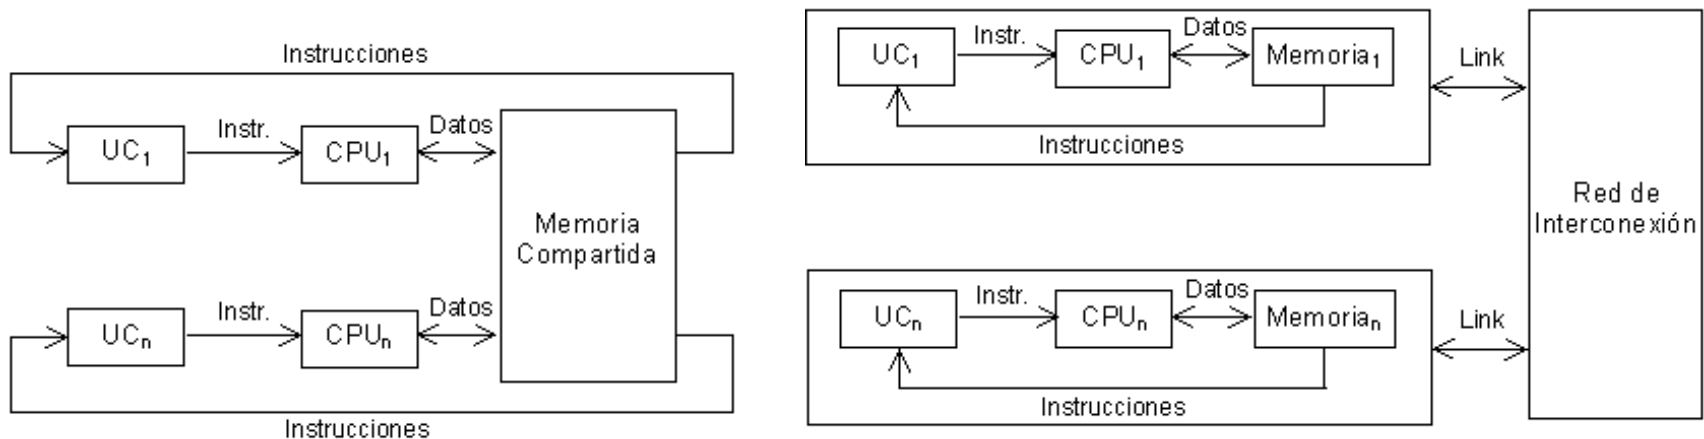 Instrucciones
UC1
Instr.
CPU1
Datos
Memoria
Compartida
UCn
Instr.
CPUn
Datos
Instrucciones
UC1
Instr.
CPU1
Datos
Memoria1
Instrucciones
Link
UCn
Instr.
CPUn
Datos
Memorian
Instrucciones
Link
Red de
Interconexión